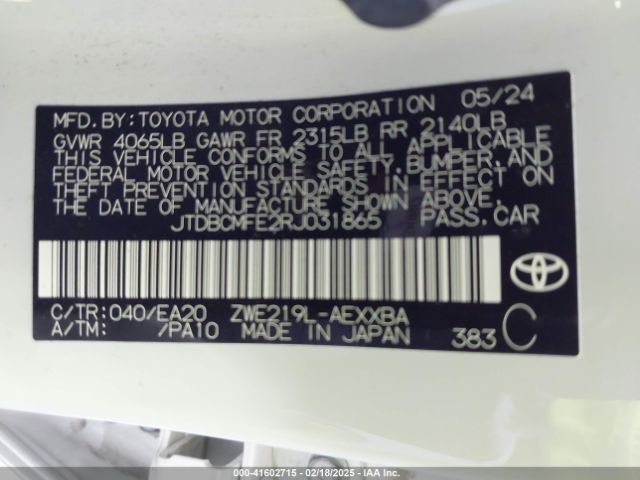 MFD. BY: TOYOTA MOTOR CORPORATION 05/24
GVWR 4065LB GAWR FR 2315LB RR 2140LB
THIS VEHICLE CONFORMS TO ALL APPLICABLE
FEDERAL MOTOR VEHICLE SAFETY, BUMPER, AND
THEFT PREVENTION STANDARDS IN EFFECT ON
THE DATE OF MANUFACTURE SHOWN ABOVE.
JTDBCMFE2RJ031865 PASS.CAR
C/TR: 040/EA20 ZWE219L-AEXXBA
A/TM: /PA10 MADE IN JAPAN 383 C
000-41602715 - 02/18/2025 - IAAI.COM